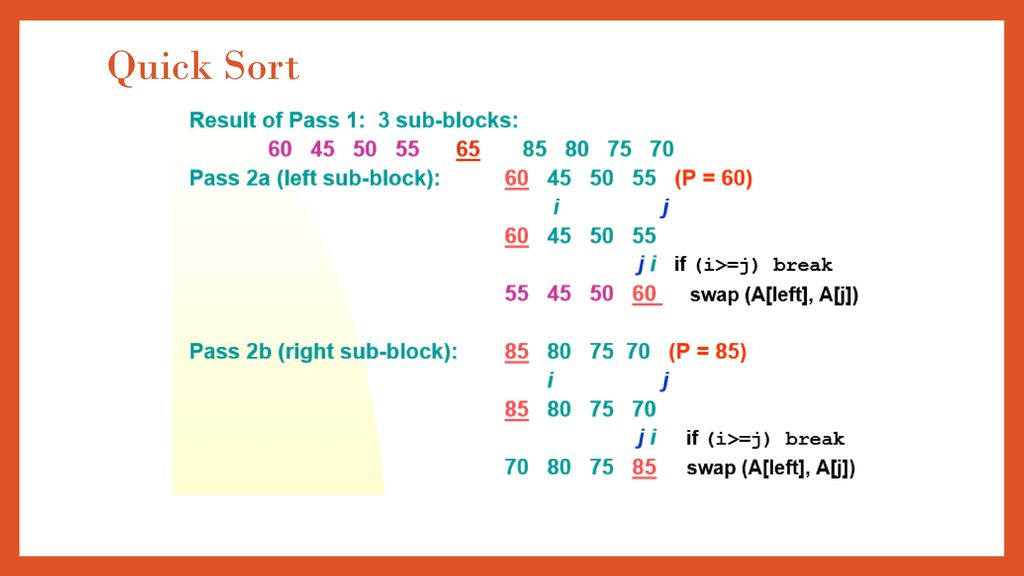 Quick Sort
Result of Pass 1: 3 sub-blocks:
60 45 50 55 65 85 80 75 70
Pass 2a (left sub-block): 60 45 50 55 (P = 60)
i j
60 45 50 55
j i if (i>=j) break
55 45 50 60 swap (A[left], A[j])
Pass 2b (right sub-block): 85 80 75 70 (P = 85)
i j
85 80 75 70
j i if (i>=j) break
70 80 75 85 swap (A[left], A[j])